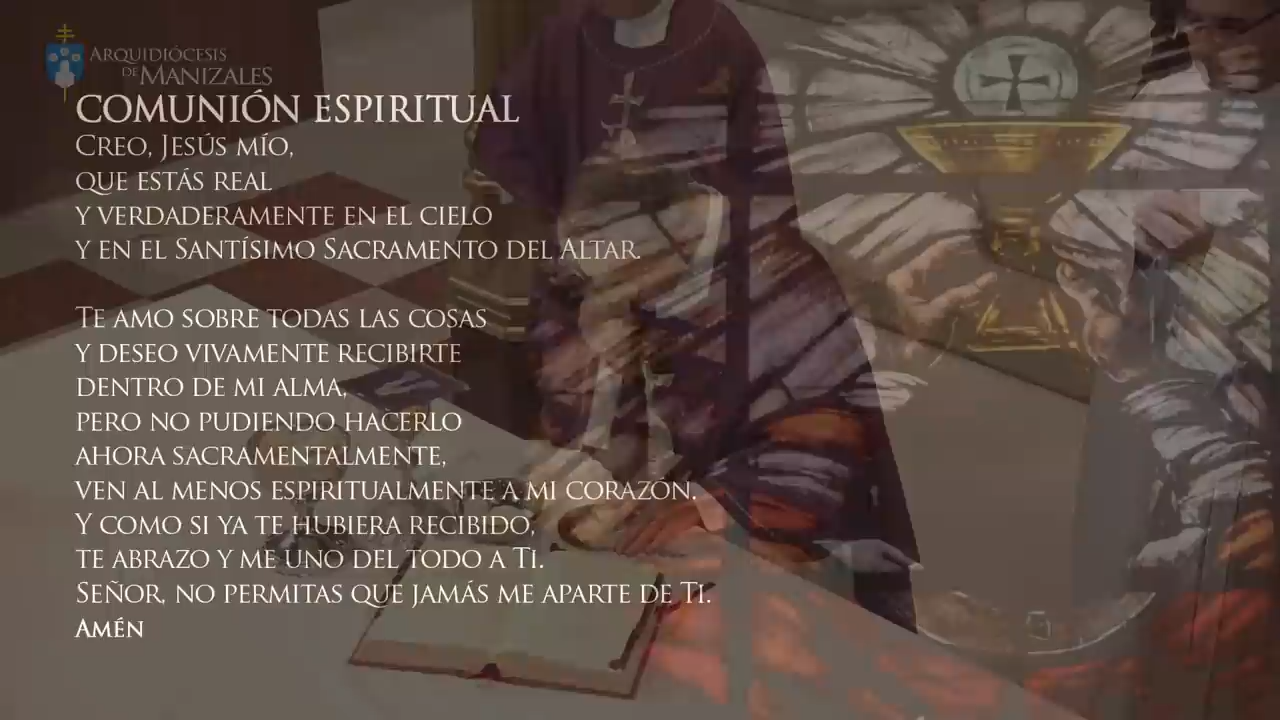 Arquidiócesis
de Manizales
Comunión Espiritual
Creo, Jesús mío,
que estás real
y verdaderamente en el cielo
y en el Santísimo Sacramento del Altar.
Te amo sobre todas las cosas
y deseo vivamente recibirte
dentro de mi alma,
pero no pudiendo hacerlo
ahora sacramentalmente,
ven al menos espiritualmente a mi corazón.
Y como si ya te hubiera recibido,
te abrazo y me uno del todo a Ti.
Señor, no permitas que jamás me aparte de Ti.
Amén